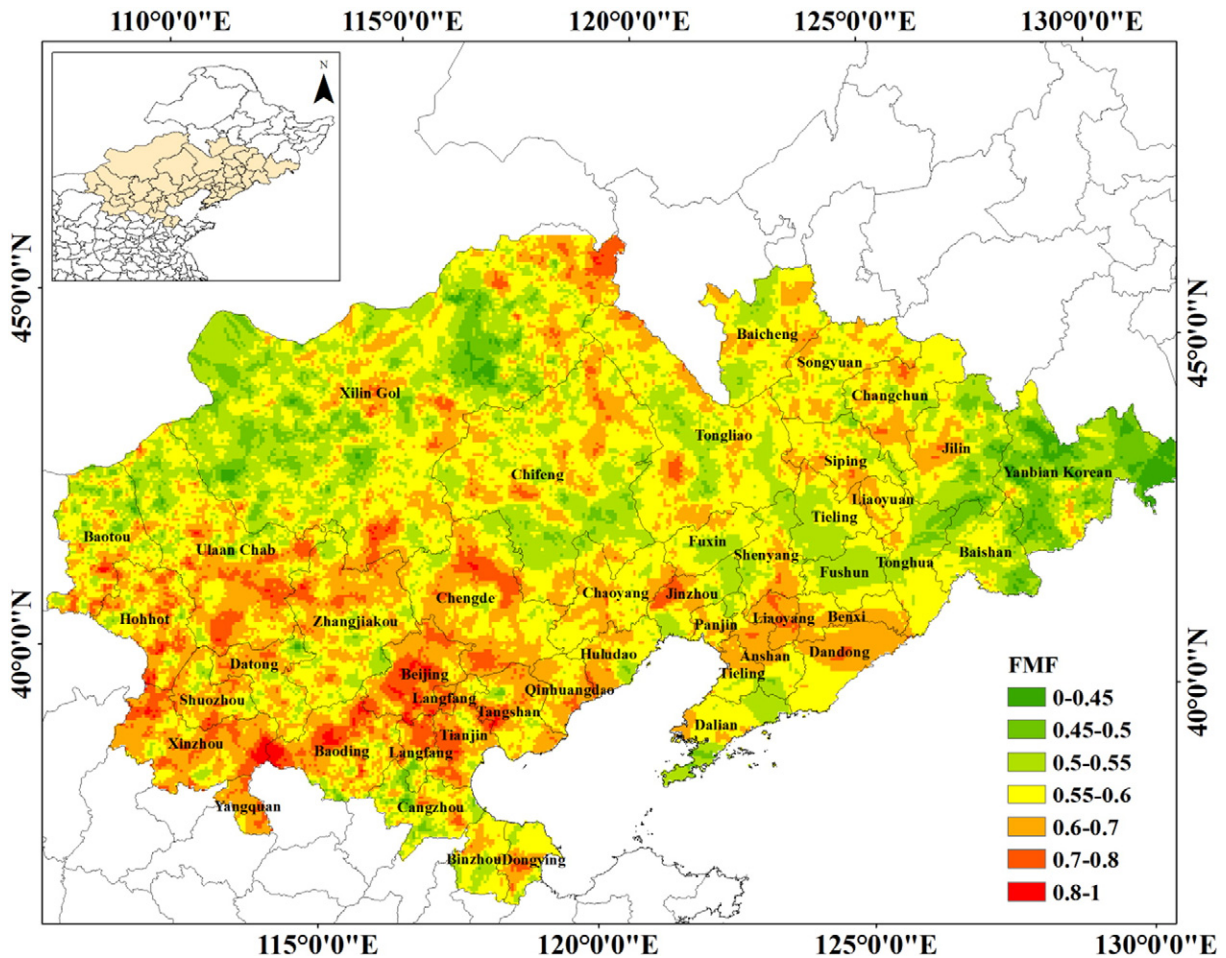 110°0'0"E 115°0'0"E 120°0'0"E 125°0'0"E 130°0'0"E
N
45°0'0"N
45°0'0"N
Baicheng
Songyuan
Xilin Gol
Changchun
Tongliao
Jilin
Siping
Chifeng
Yanbian Korean
Liaoyuan
Tieling
Baotou
Fuxin
Ulaan Chab
Shenyang
Baishan
Tonghua
Fushun
Chaoyang
Jinzhou
Chengde
Hohhot
Zhangjiakou
Panjin
Liaoyang
Benxi
40°0'0"N
Huludao
Anshan
Dandong
Datong
FMF
Beijing
Tieling
40°0'0"N
Qinhuangdao
0-0.45
Shuozhou
Langfang
Tangshan
0.45-0.5
Dalian
Tianjin
Xinzhou
Baoding
Langfang
0.5-0.55
0.55-0.6
Yangquan
Cangzhou
0.6-0.7
Binzhou
Dongying
0.7-0.8
0.8-1
115°0'0"E 120°0'0"E 125°0'0"E 130°0'0"E